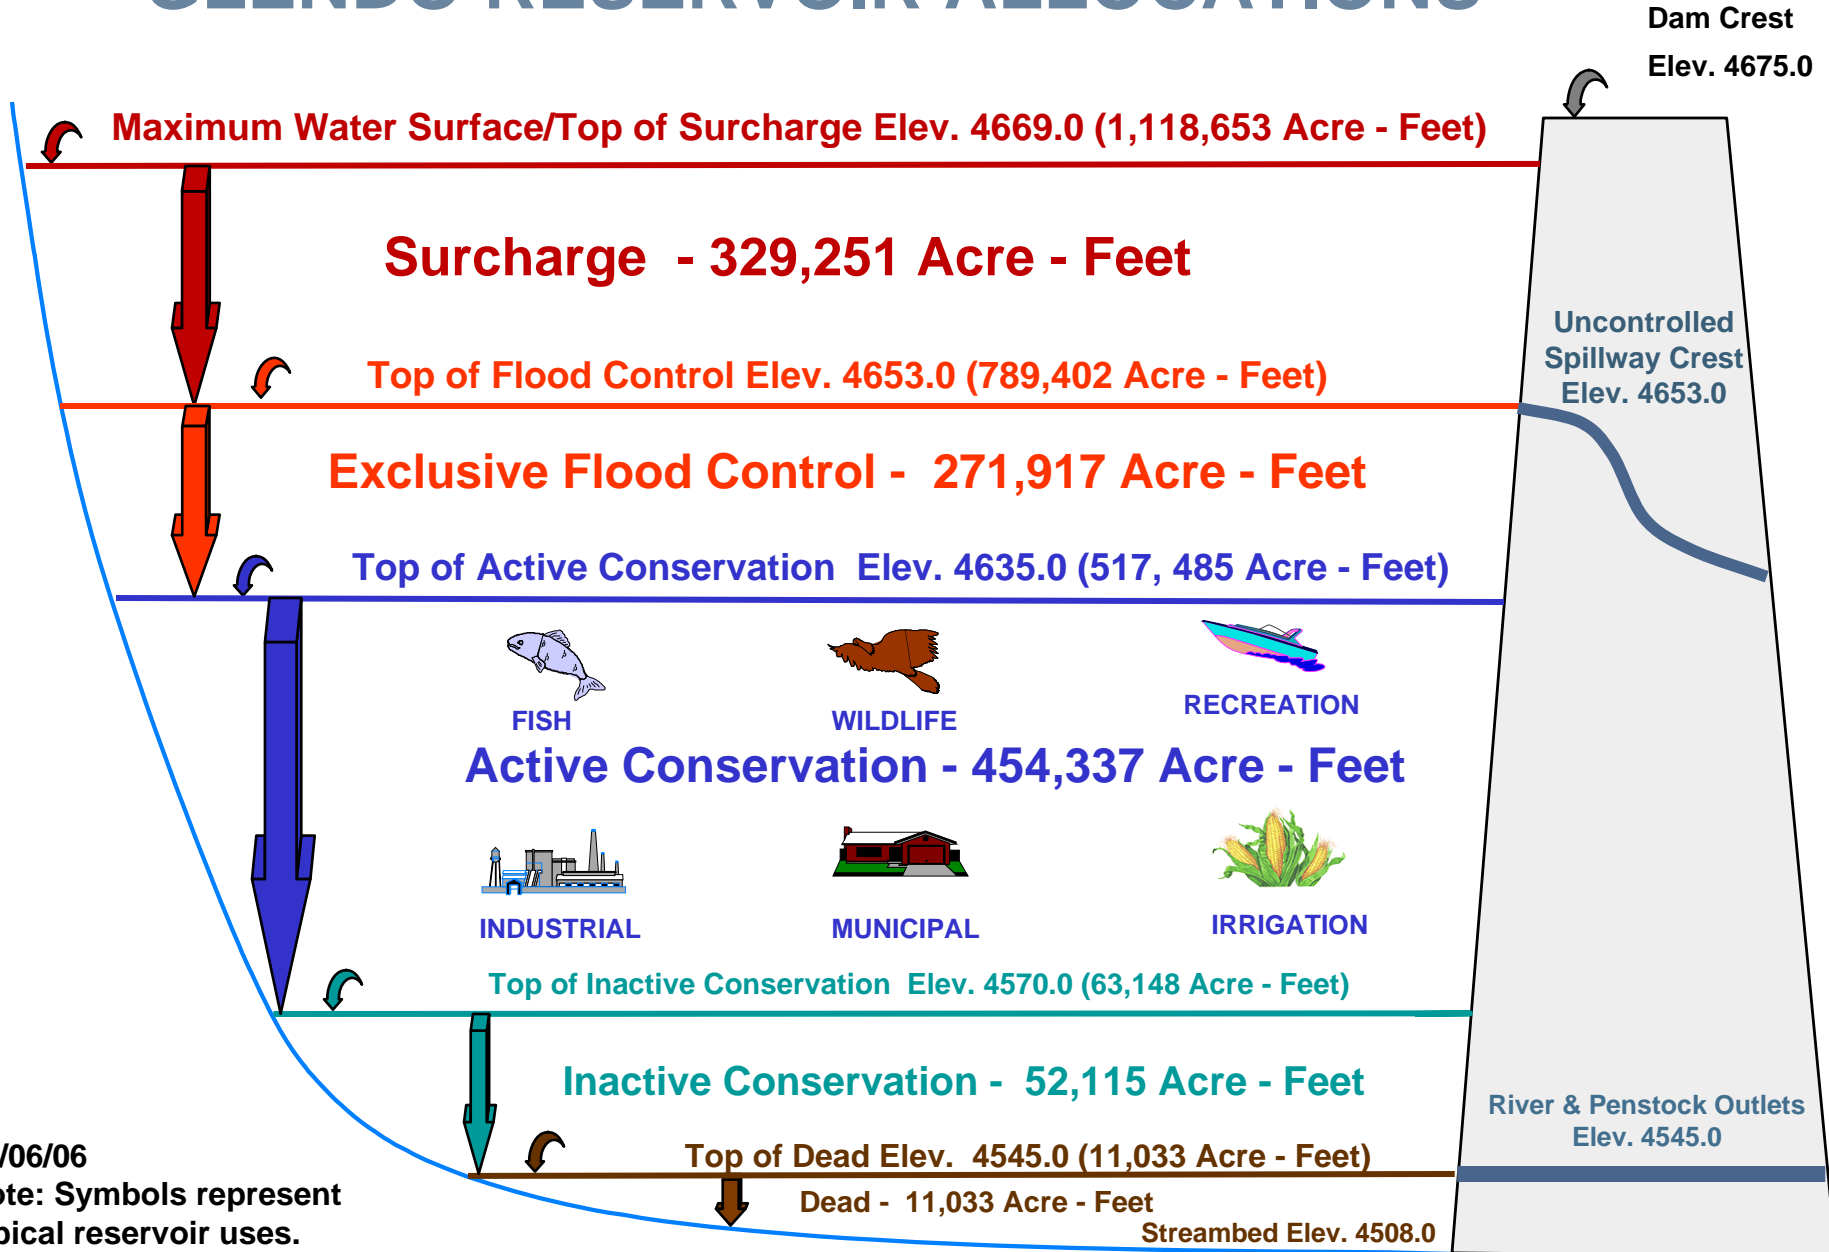 RESERVOIR ALLOCATIONS
Dam Crest
Elev. 4675.0
Maximum Water Surface/Top of Surcharge Elev. 4669.0 (1,118,653 Acre - Feet)
Surcharge - 329,251 Acre - Feet
Uncontrolled
Spillway Crest
Elev. 4653.0
Top of Flood Control Elev. 4653.0 (789,402 Acre - Feet)
Exclusive Flood Control - 271,917 Acre - Feet
Top of Active Conservation Elev. 4635.0 (517, 485 Acre - Feet)
FISH
WILDLIFE
RECREATION
Active Conservation - 454,337 Acre - Feet
INDUSTRIAL
MUNICIPAL
IRRIGATION
Top of Inactive Conservation Elev. 4570.0 (63,148 Acre - Feet)
Inactive Conservation - 52,115 Acre - Feet
River & Penstock Outlets
Elev. 4545.0
Top of Dead Elev. 4545.0 (11,033 Acre - Feet)
Dead - 11,033 Acre - Feet
Streambed Elev. 4508.0
/06/06
ote: Symbols represent
pical reservoir uses.